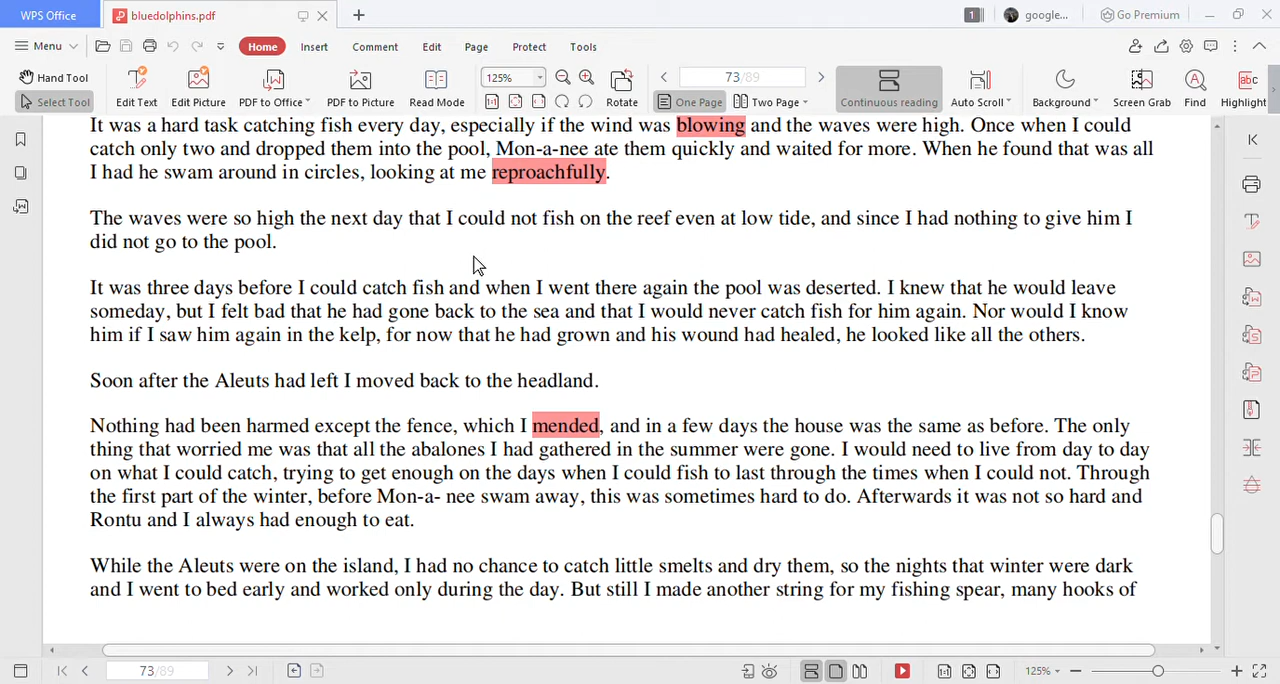 WPS Office bluedolphins.pdf + 1 google... Go Premium
Menu Home Insert Comment Edit Page Protect Tools
Hand Tool Select Tool Edit Text Edit Picture PDF to Office PDF to Picture Read Mode 125% Rotate 73/89 One Page Two Page Continuous reading Auto Scroll Background Screen Grab Find Highlight
It was a hard task catching fish every day, especially if the wind was blowing and the waves were high. Once when I could
catch only two and dropped them into the pool, Mon-a-nee ate them quickly and waited for more. When he found that was all
I had he swam around in circles, looking at me reproachfully.
The waves were so high the next day that I could not fish on the reef even at low tide, and since I had nothing to give him I
did not go to the pool.
It was three days before I could catch fish and when I went there again the pool was deserted. I knew that he would leave
someday, but I felt bad that he had gone back to the sea and that I would never catch fish for him again. Nor would I know
him if I saw him again in the kelp, for now that he had grown and his wound had healed, he looked like all the others.
Soon after the Aleuts had left I moved back to the headland.
Nothing had been harmed except the fence, which I mended, and in a few days the house was the same as before. The only
thing that worried me was that all the abalones I had gathered in the summer were gone. I would need to live from day to day
on what I could catch, trying to get enough on the days when I could fish to last through the times when I could not. Through
the first part of the winter, before Mon-a- nee swam away, this was sometimes hard to do. Afterwards it was not so hard and
Rontu and I always had enough to eat.
While the Aleuts were on the island, I had no chance to catch little smelts and dry them, so the nights that winter were dark
and I went to bed early and worked only during the day. But still I made another string for my fishing spear, many hooks of
73/89 125%